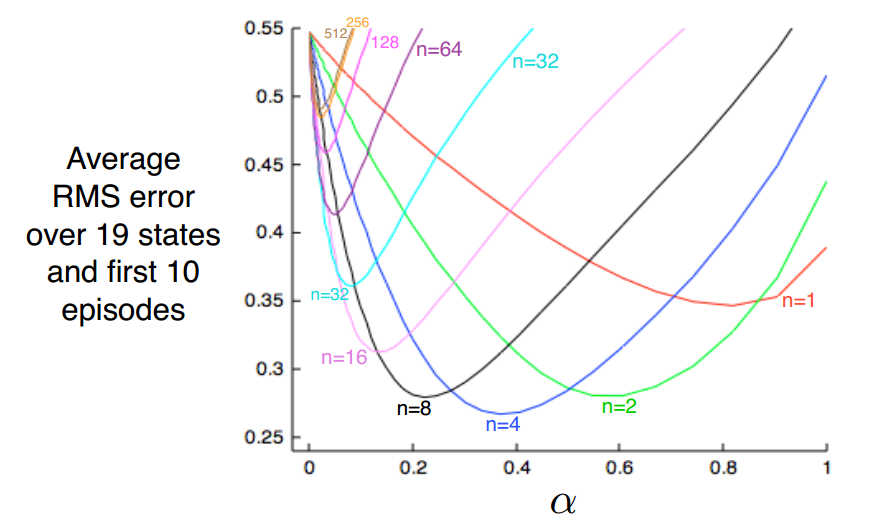 Average
RMS error
over 19 states
and first 10
episodes
0.55
0.5
0.45
0.4
0.35
0.3
0.25
256
512
128
n=64
n=32
n=32
n=1
n=16
n=8
n=2
n=4
0 0.2 0.4 0.6 0.8 1
α